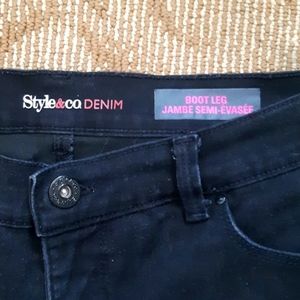 Style&co. DENIM
BOOT LEG
JAMBE SEMI-ÉVASÉE